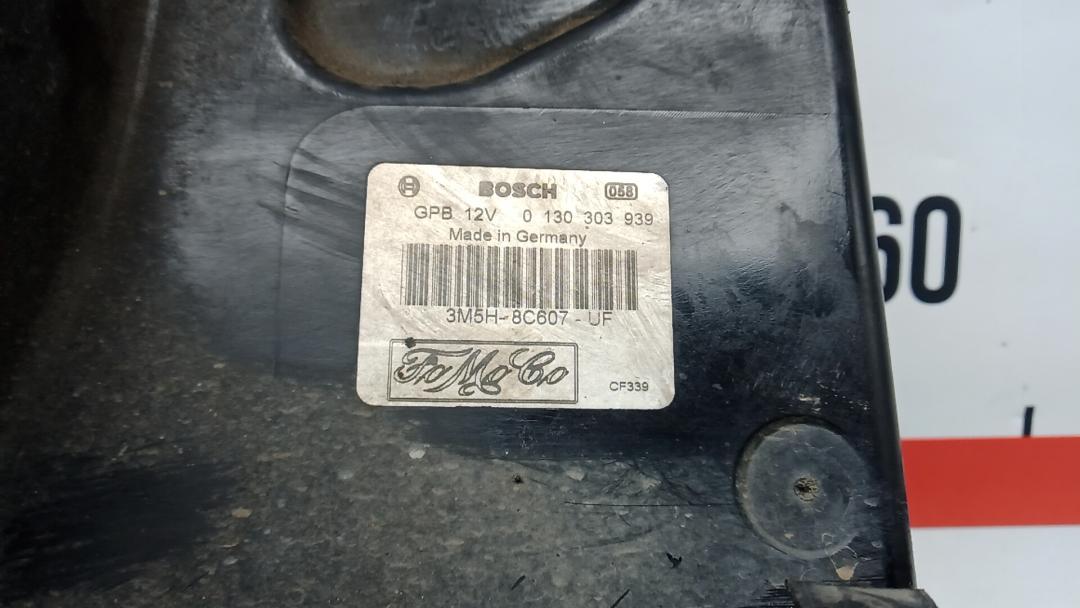 BOSCH 058
GPB 12V 0 130 303 939
Made in Germany
3M5H-8C607-UF
FoMoCo
CF339
60